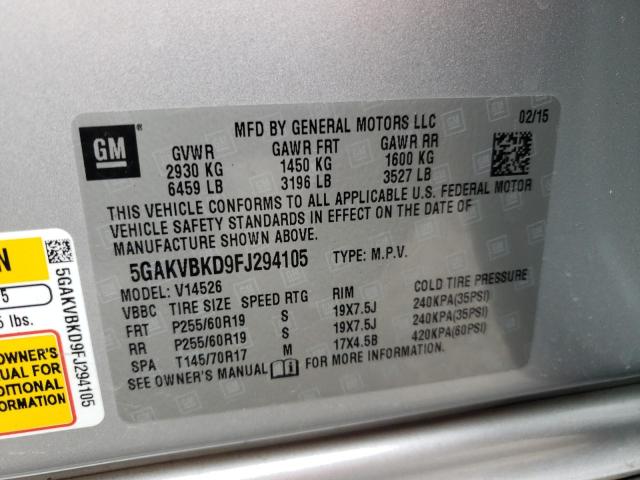 GM
MFD BY GENERAL MOTORS LLC
02/15
GVWR GAWR FRT GAWR RR
2930 KG 1450 KG 1600 KG
6459 LB 3196 LB 3527 LB
THIS VEHICLE CONFORMS TO ALL APPLICABLE U.S. FEDERAL MOTOR
VEHICLE SAFETY STANDARDS IN EFFECT ON THE DATE OF
MANUFACTURE SHOWN ABOVE.
5GAKVBKD9FJ294105 TYPE: M.P.V.
MODEL: V14526
VBBC TIRE SIZE SPEED RTG RIM COLD TIRE PRESSURE
FRT P255/60R19 S 19X7.5J 240KPA(35PSI)
RR P255/60R19 S 19X7.5J 240KPA(35PSI)
SPA T145/70R17 M 17X4.5B 420KPA(60PSI)
SEE OWNER'S MANUAL FOR MORE INFORMATION
N
5
5 lbs.
OWNER'S
UAL FOR
DITIONAL
ORMATION
5GAKVBKD9FJ294105